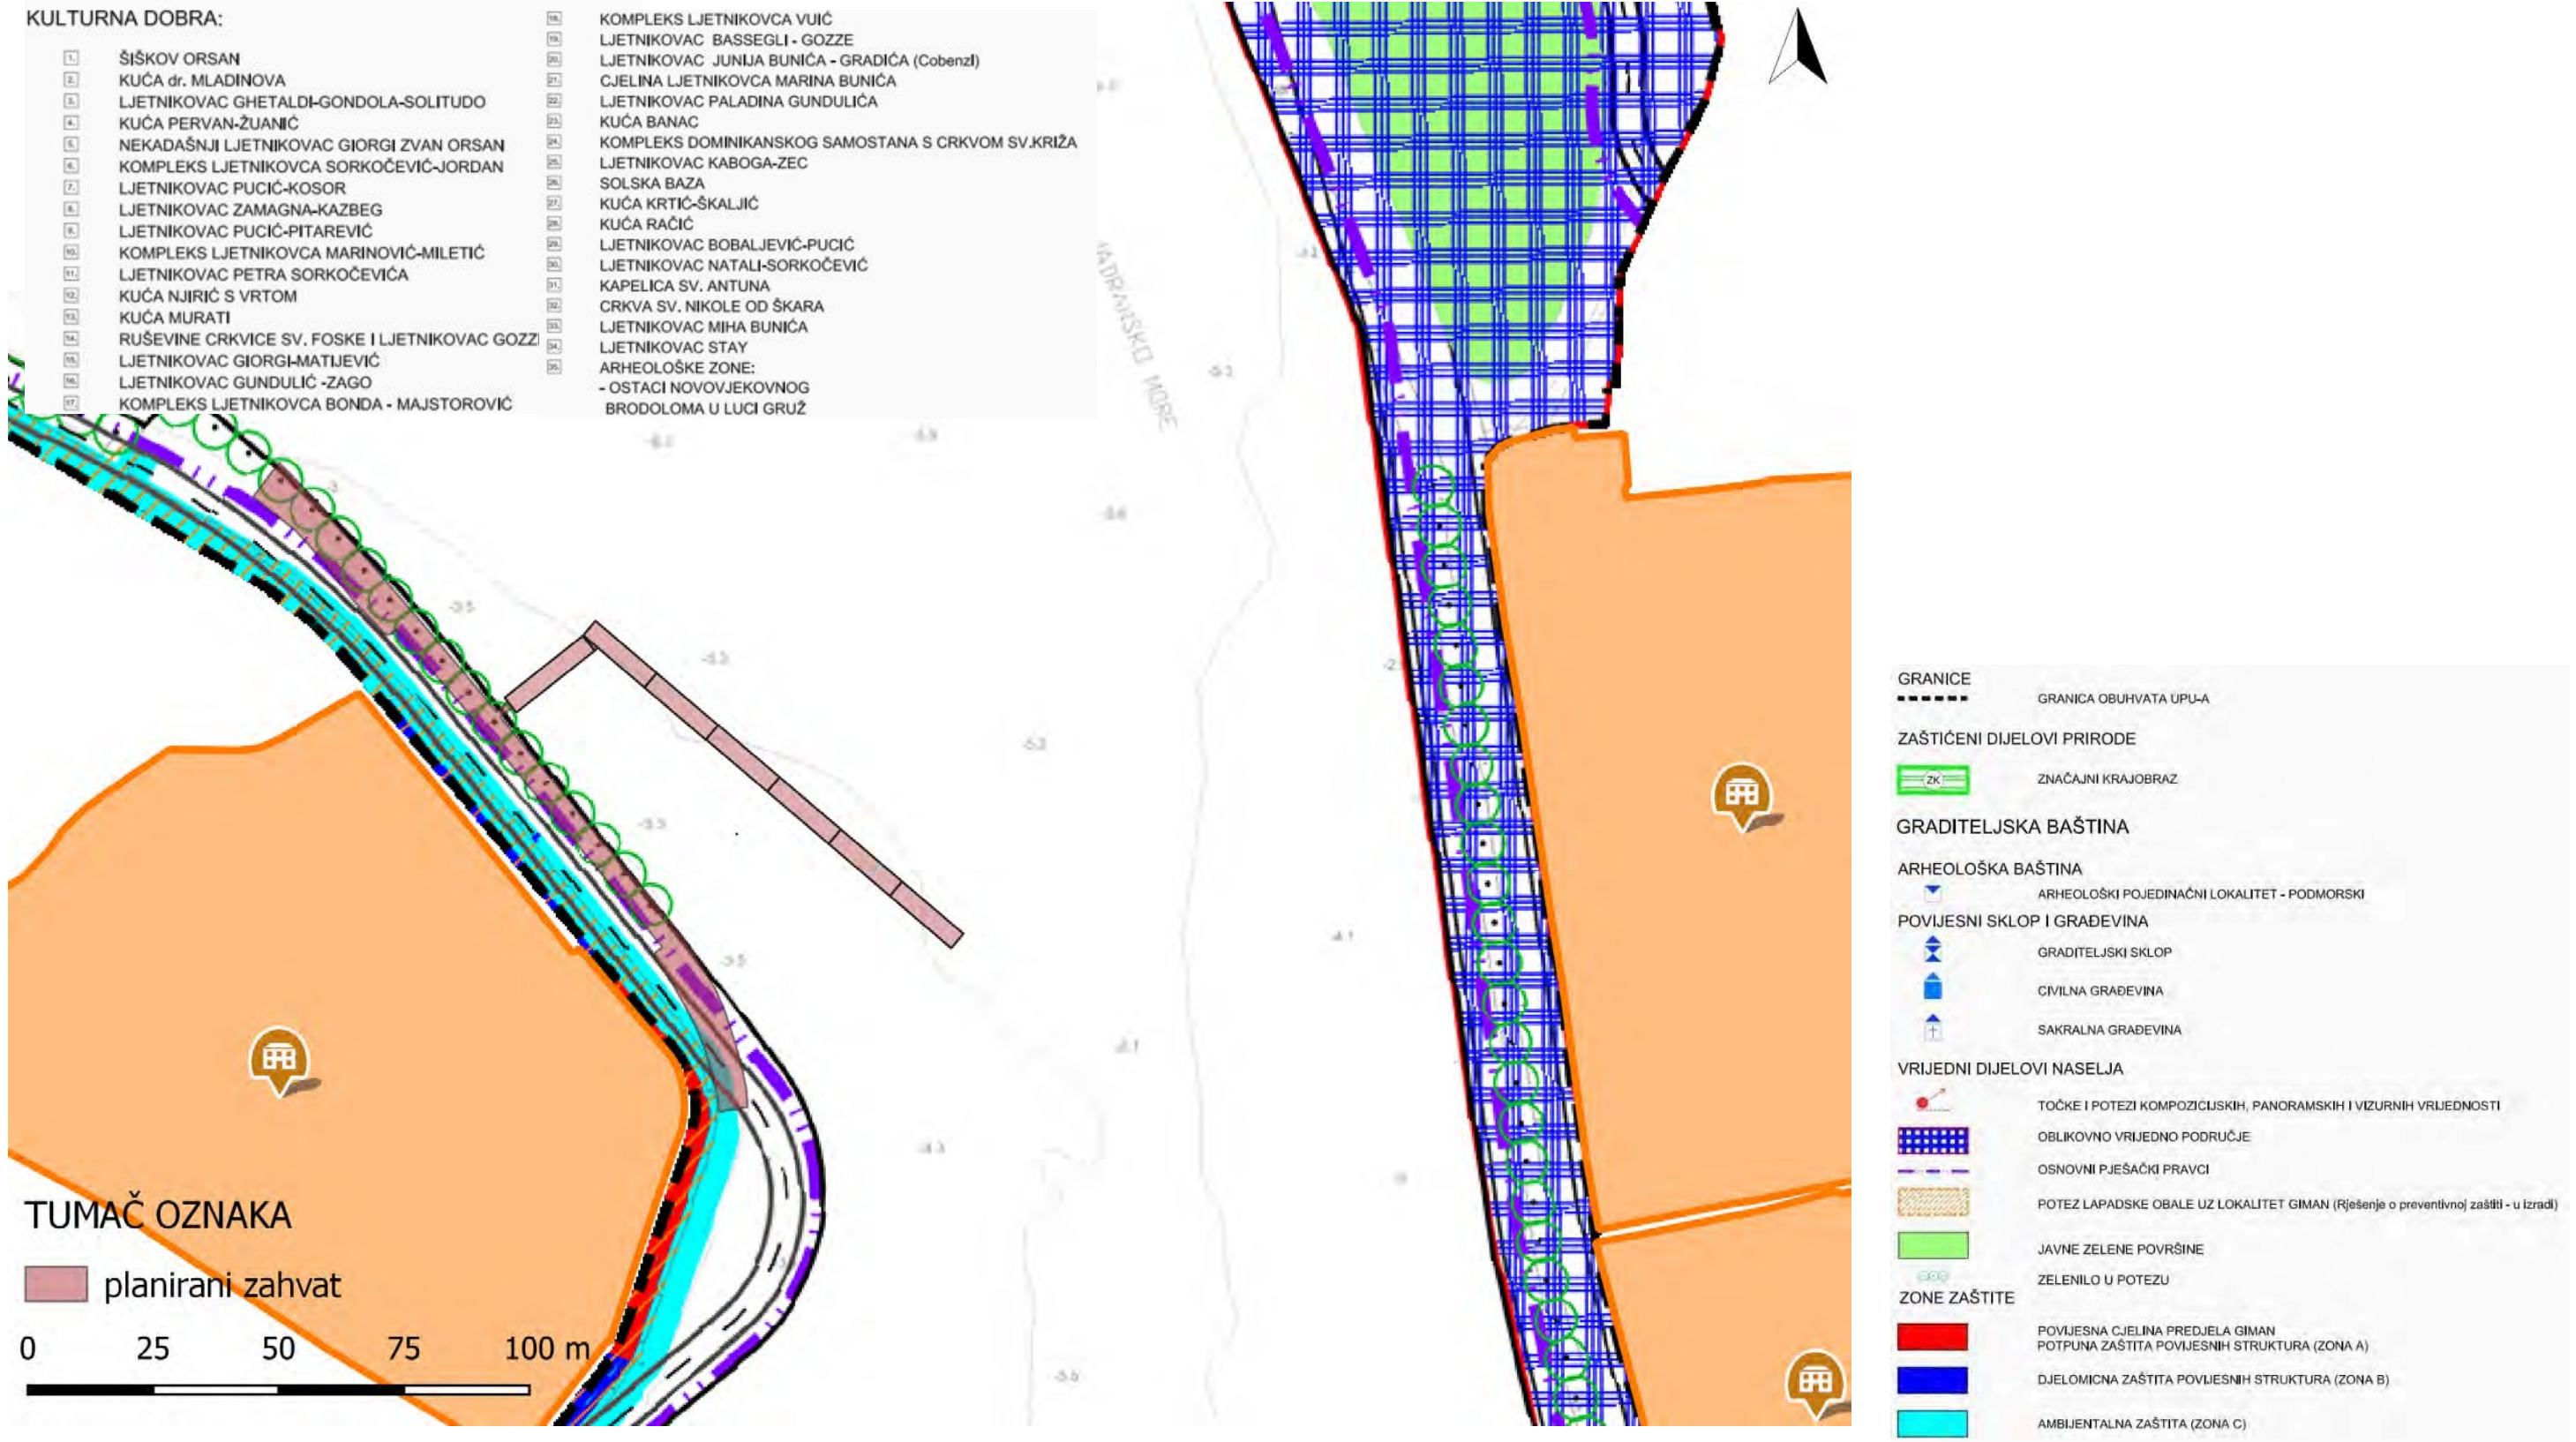 KULTURNA DOBRA:
1. ŠIŠKOV ORSAN
2. KUĆA dr. MLADINOVA
3. LJETNIKOVAC GHETALDI-GONDOLA-SOLITUDO
4. KUĆA PERVAN-ŽUANIĆ
5. NEKADAŠNJI LJETNIKOVAC GIORGI ZVAN ORSAN
6. KOMPLEKS LJETNIKOVCA SORKOČEVIĆ-JORDAN
7. LJETNIKOVAC PUCIĆ-KOSOR
8. LJETNIKOVAC ZAMAGNA-KAZBEG
9. LJETNIKOVAC PUCIĆ-PITAREVIĆ
10. KOMPLEKS LJETNIKOVCA MARINOVIĆ-MILETIĆ
11. LJETNIKOVAC PETRA SORKOČEVIĆA
12. KUĆA NJIRIĆ S VRTOM
13. KUĆA MURATI
14. RUŠEVINE CRKVICE SV. FOSKE I LJETNIKOVAC GOZZ
15. LJETNIKOVAC GIORGI-MATIJEVIĆ
16. LJETNIKOVAC GUNDULIĆ -ZAGO
17. KOMPLEKS LJETNIKOVCA BONDA - MAJSTOROVIĆ
18. KOMPLEKS LJETNIKOVCA VUIĆ
19. LJETNIKOVAC BASSEGLI - GOZZE
20. LJETNIKOVAC JUNIJA BUNIĆA - GRADIĆA (Cobenzl)
21. CJELINA LJETNIKOVCA MARINA BUNIĆA
22. LJETNIKOVAC PALADINA GUNDULIĆA
23. KUĆA BANAC
24. KOMPLEKS DOMINIKANSKOG SAMOSTANA S CRKVOM SV.KRIŽA
25. LJETNIKOVAC KABOGA-ZEC
26. SOLSKA BAZA
27. KUĆA KRTIĆ-ŠKALJIĆ
28. KUĆA RAČIĆ
29. LJETNIKOVAC BOBALJEVIĆ-PUCIĆ
30. LJETNIKOVAC NATALI-SORKOČEVIĆ
31. KAPELICA SV. ANTUNA
32. CRKVA SV. NIKOLE OD ŠKARA
33. LJETNIKOVAC MIHA BUNIĆA
34. LJETNIKOVAC STAY
35. ARHEOLOŠKE ZONE:
- OSTACI NOVOVJEKOVNOG
BRODOLOMA U LUCI GRUŽ
JADRANSKO MORE
TUMAČ OZNAKA
planirani zahvat
0 25 50 75 100 m
GRANICE
GRANICA OBUHVATA UPU-A
ZAŠTIĆENI DIJELOVI PRIRODE
ZK ZNAČAJNI KRAJOBRAZ
GRADITELJSKA BAŠTINA
ARHEOLOŠKA BAŠTINA
ARHEOLOŠKI POJEDINAČNI LOKALITET - PODMORSKI
POVIJESNI SKLOP I GRAĐEVINA
GRADITELJSKI SKLOP
CIVILNA GRAĐEVINA
SAKRALNA GRAĐEVINA
VRIJEDNI DIJELOVI NASELJA
TOČKE I POTEZI KOMPOZICIJSKIH, PANORAMSKIH I VIZURNIH VRIJEDNOSTI
OBLIKOVNO VRIJEDNO PODRUČJE
OSNOVNI PJEŠAČKI PRAVCI
POTEZ LAPADSKE OBALE UZ LOKALITET GIMAN (Rješenje o preventivnoj zaštiti - u izradi)
JAVNE ZELENE POVRŠINE
ZELENILO U POTEZU
ZONE ZAŠTITE
POVIJESNA CJELINA PREDJELA GIMAN
POTPUNA ZAŠTITA POVIJESNIH STRUKTURA (ZONA A)
DJELOMICNA ZAŠTITA POVIJESNIH STRUKTURA (ZONA B)
AMBIJENTALNA ZAŠTITA (ZONA C)